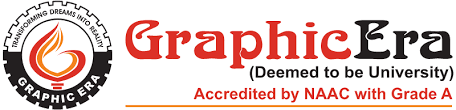 TRANSFORMING DREAMS INTO REALITY
GRAPHIC ERA
GraphicEra
(Deemed to be University)
Accredited by NAAC with Grade A